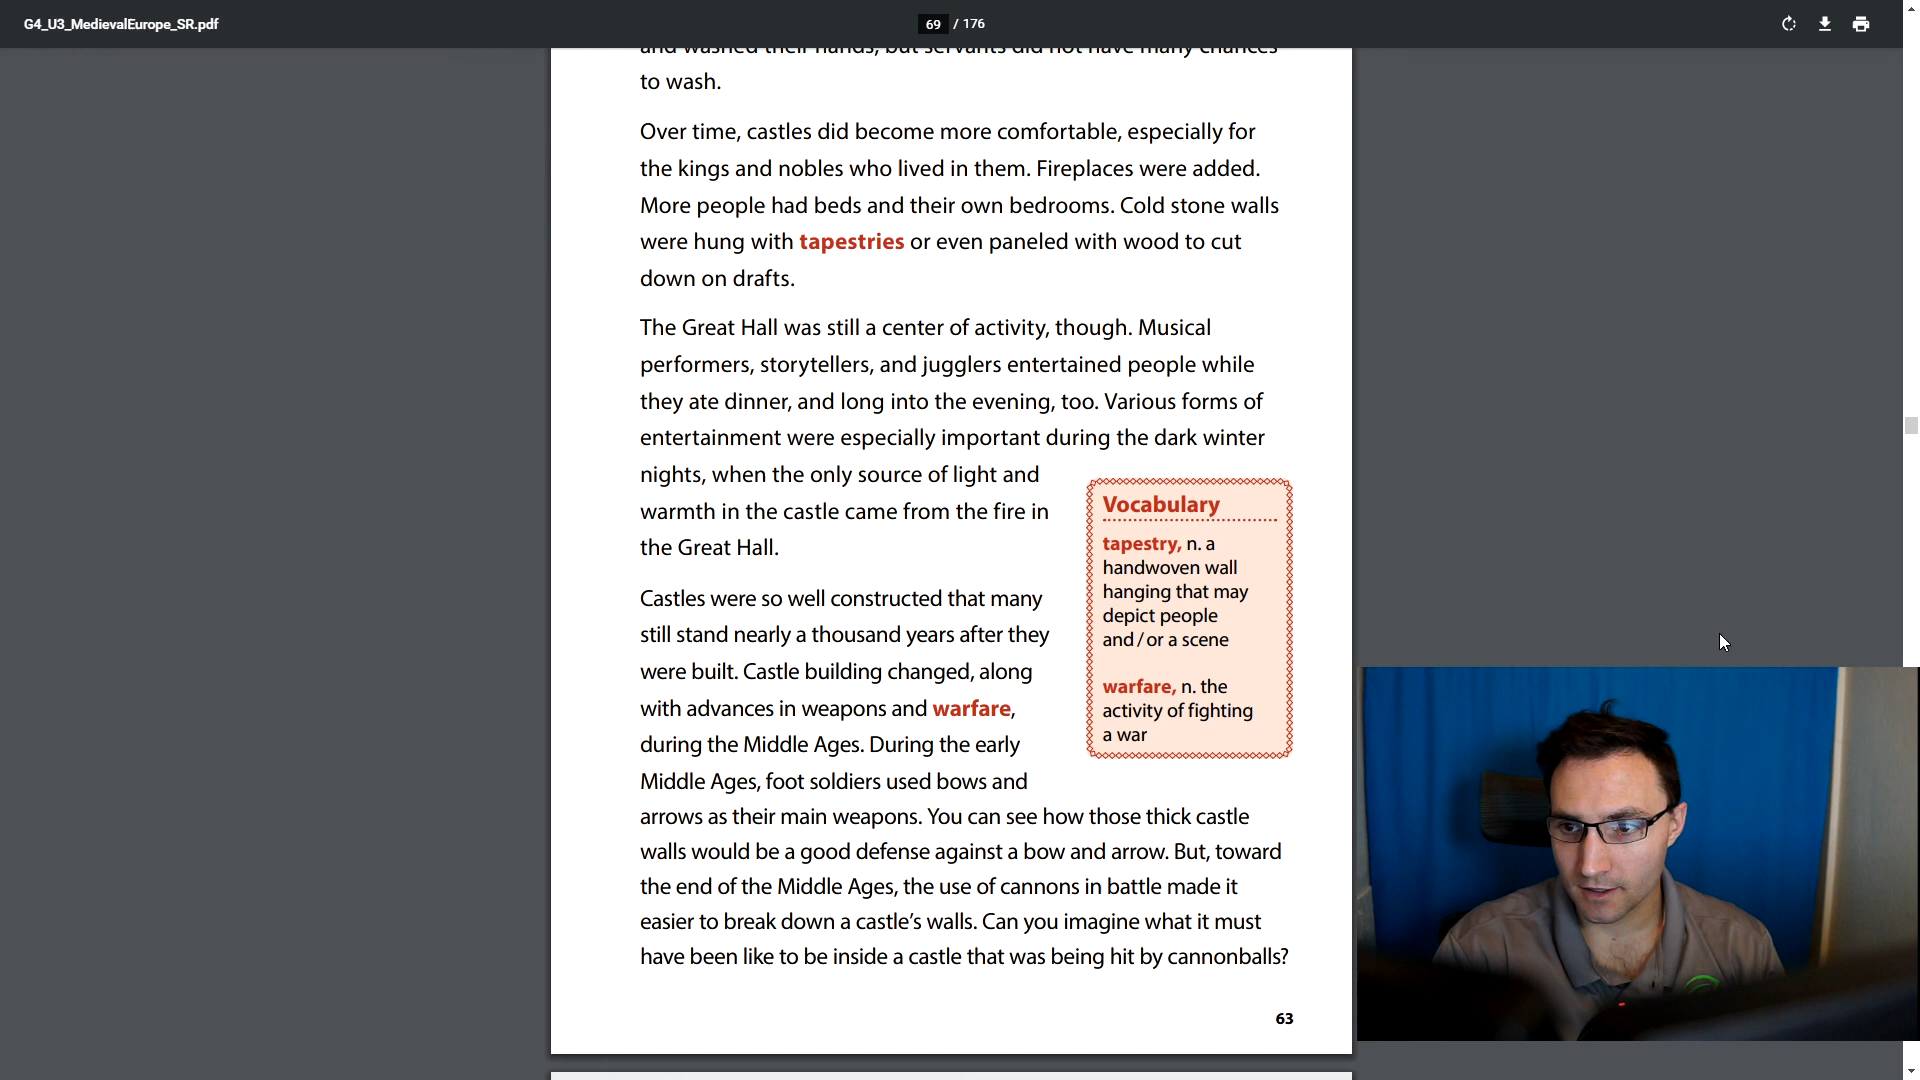 G4_U3_MedievalEurope_SR.pdf
69 / 176
and washed their hands, but servants did not have many chances
to wash.
Over time, castles did become more comfortable, especially for
the kings and nobles who lived in them. Fireplaces were added.
More people had beds and their own bedrooms. Cold stone walls
were hung with tapestries or even paneled with wood to cut
down on drafts.
The Great Hall was still a center of activity, though. Musical
performers, storytellers, and jugglers entertained people while
they ate dinner, and long into the evening, too. Various forms of
entertainment were especially important during the dark winter
nights, when the only source of light and
warmth in the castle came from the fire in
the Great Hall.
Castles were so well constructed that many
still stand nearly a thousand years after they
were built. Castle building changed, along
with advances in weapons and warfare,
during the Middle Ages. During the early
Middle Ages, foot soldiers used bows and
arrows as their main weapons. You can see how those thick castle
walls would be a good defense against a bow and arrow. But, toward
the end of the Middle Ages, the use of cannons in battle made it
easier to break down a castle's walls. Can you imagine what it must
have been like to be inside a castle that was being hit by cannonballs?
Vocabulary
tapestry, n. a
handwoven wall
hanging that may
depict people
and/or a scene
warfare, n. the
activity of fighting
a war
63